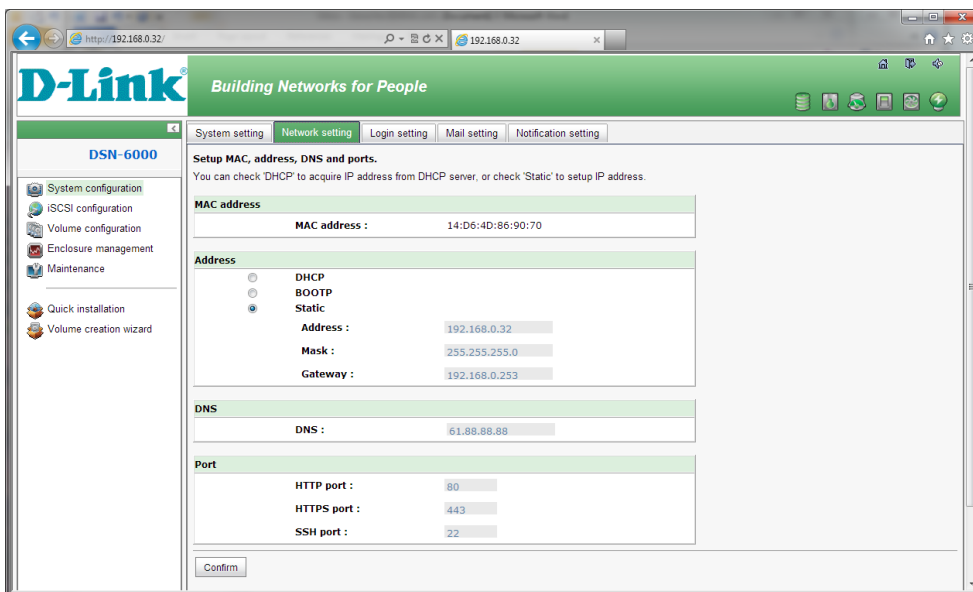 http://192.168.0.32/
192.168.0.32
D-Link®
Building Networks for People
DSN-6000
System configuration
iSCSI configuration
Volume configuration
Enclosure management
Maintenance
Quick installation
Volume creation wizard
System setting Network setting Login setting Mail setting Notification setting
Setup MAC, address, DNS and ports.
You can check 'DHCP' to acquire IP address from DHCP server, or check 'Static' to setup IP address.
MAC address
MAC address : 14:D6:4D:86:90:70
Address
DHCP
BOOTP
Static
Address : 192.168.0.32
Mask : 255.255.255.0
Gateway : 192.168.0.253
DNS
DNS : 61.88.88.88
Port
HTTP port : 80
HTTPS port : 443
SSH port : 22
Confirm